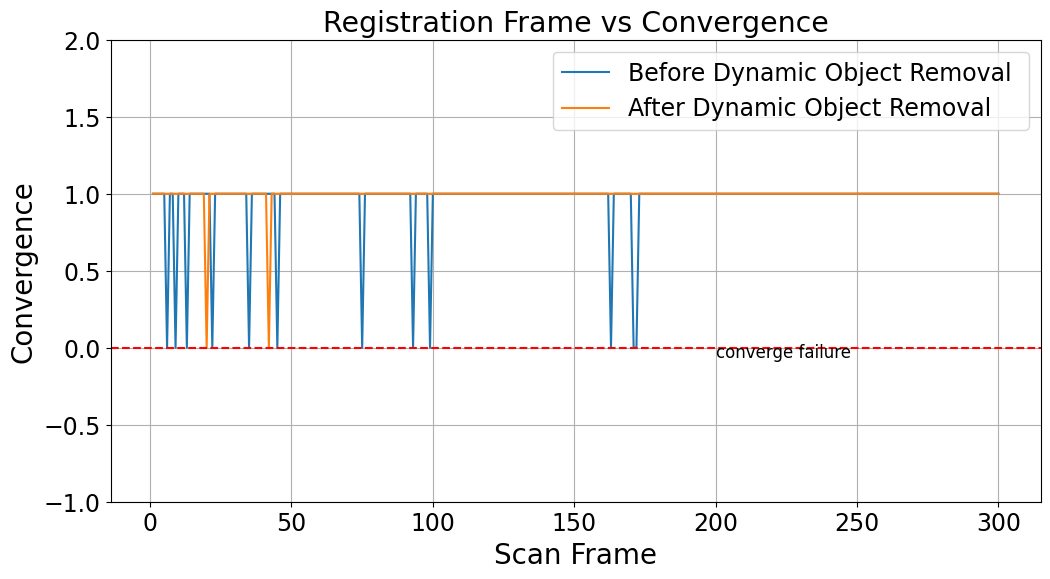 Registration Frame vs Convergence
Before Dynamic Object Removal
After Dynamic Object Removal
Convergence
2.0
1.5
1.0
0.5
0.0
−0.5
−1.0
converge failure
0 50 100 150 200 250 300
Scan Frame